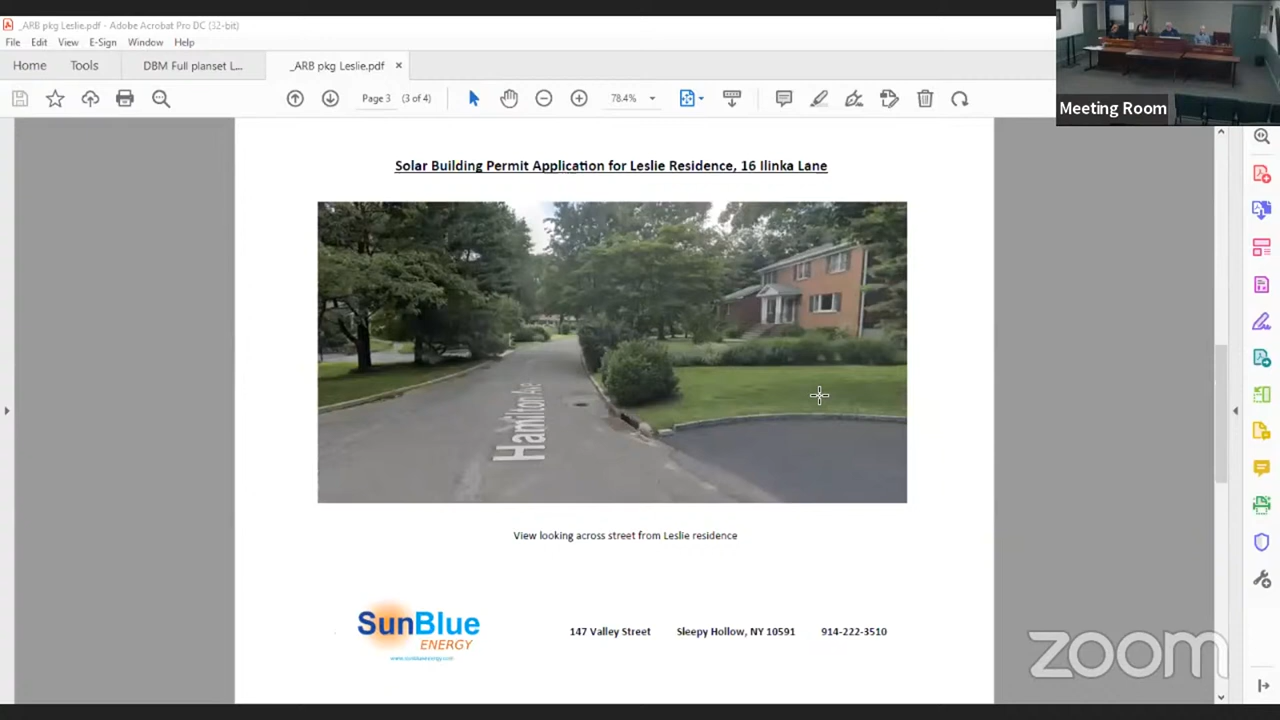 _ARB pkg Leslie.pdf - Adobe Acrobat Pro DC (32-bit)
File Edit View E-Sign Window Help
Home Tools DBM Full planset L... _ARB pkg Leslie.pdf ×
Page 3 (3 of 4) 78.4%
Meeting Room
Solar Building Permit Application for Leslie Residence, 16 Ilinka Lane
Hamilton Ave
View looking across street from Leslie residence
SunBlue
ENERGY
www.sunblueenergy.com
147 Valley Street Sleepy Hollow, NY 10591 914-222-3510
zoom